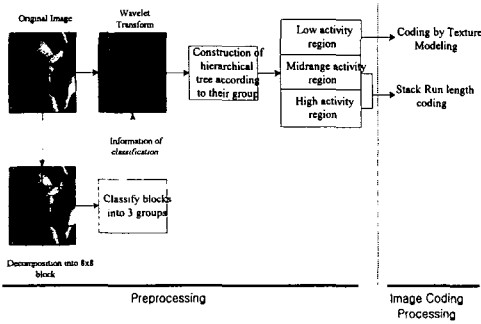 Original Image
Wavelet
Transform
Construction of
hierarchical
tree according
to their group
Low activity
region
Midrange activity
region
High activity
region
Coding by Texture
Modeling
Stack Run length
coding
Information of
classification
Classify blocks
into 3 groups
Decomposition into 8x8
block
Preprocessing
Image Coding
Processing